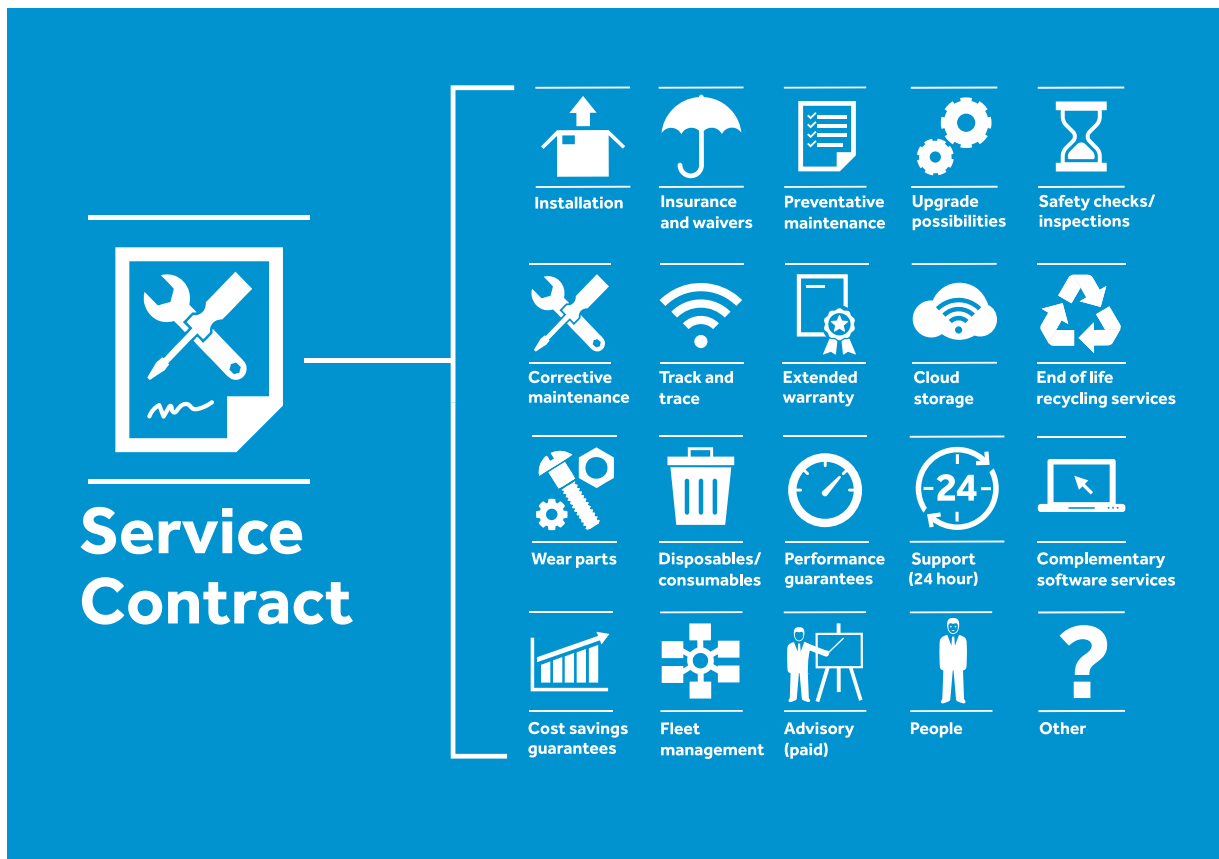 Service
Contract
Installation
Insurance
and waivers
Preventative
maintenance
Upgrade
possibilities
Safety checks/
inspections
Corrective
maintenance
Track and
trace
Extended
warranty
Cloud
storage
End of life
recycling services
Wear parts
Disposables/
consumables
Performance
guarantees
24
Support
(24 hour)
Complementary
software services
Cost savings
guarantees
Fleet
management
Advisory
(paid)
People
?
Other